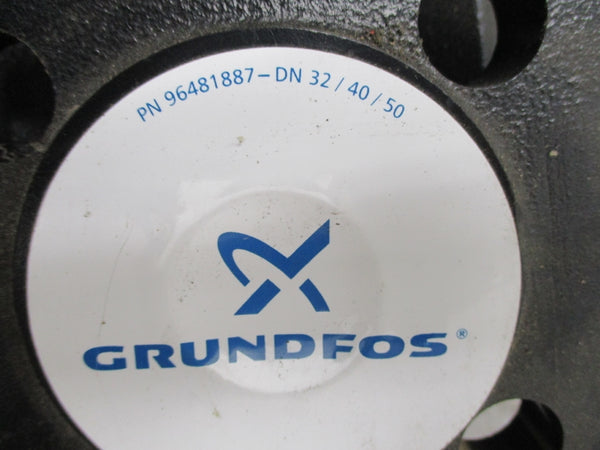 PN 96481887 – DN 32 / 40 / 50
GRUNDFOS®